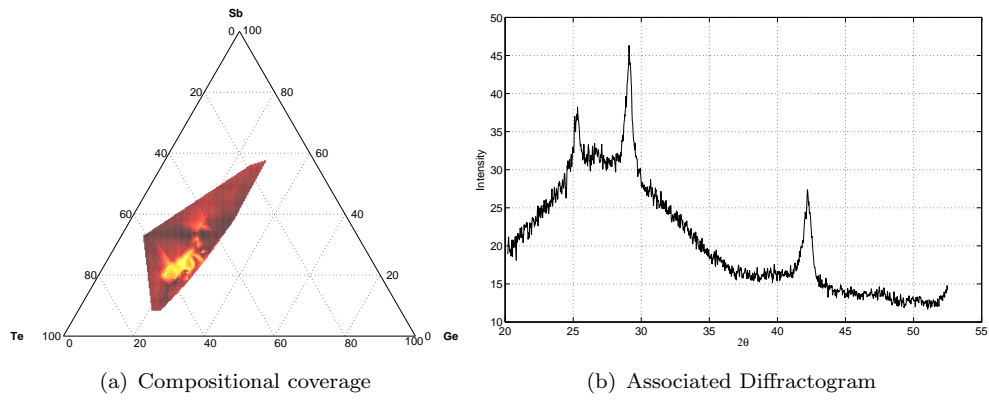 Sb
0 100
20 80
40 60
60 40
80 20
100 0
Te Ge
0 20 40 60 80 100
(a) Compositional coverage
50
45
40
35
30
25
20
15
10
Intensity
20 25 30 35 40 45 50 55
2θ
(b) Associated Diffractogram